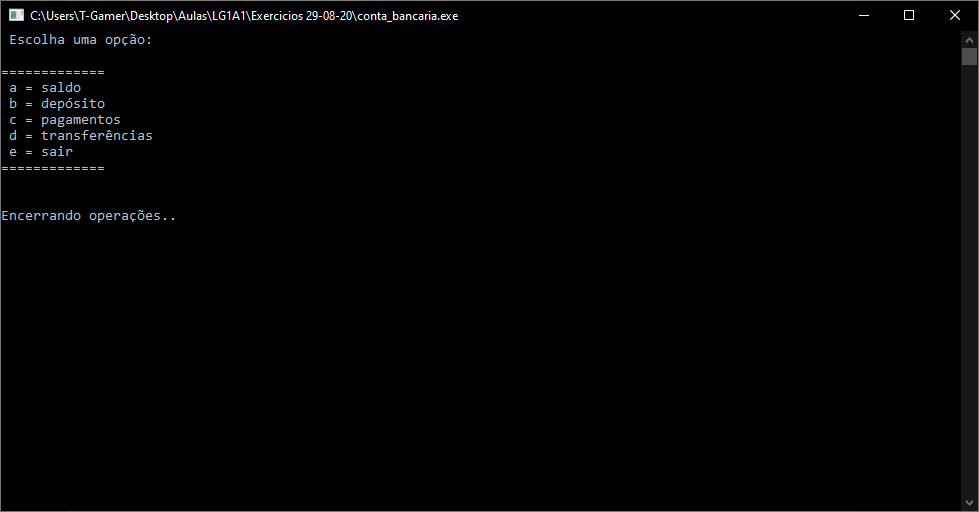 C:\Users\T-Gamer\Desktop\Aulas\LG1A1\Exercicios 29-08-20\conta_bancaria.exe
Escolha uma opção:
=============
a = saldo
b = depósito
c = pagamentos
d = transferências
e = sair
=============
Encerrando operações..